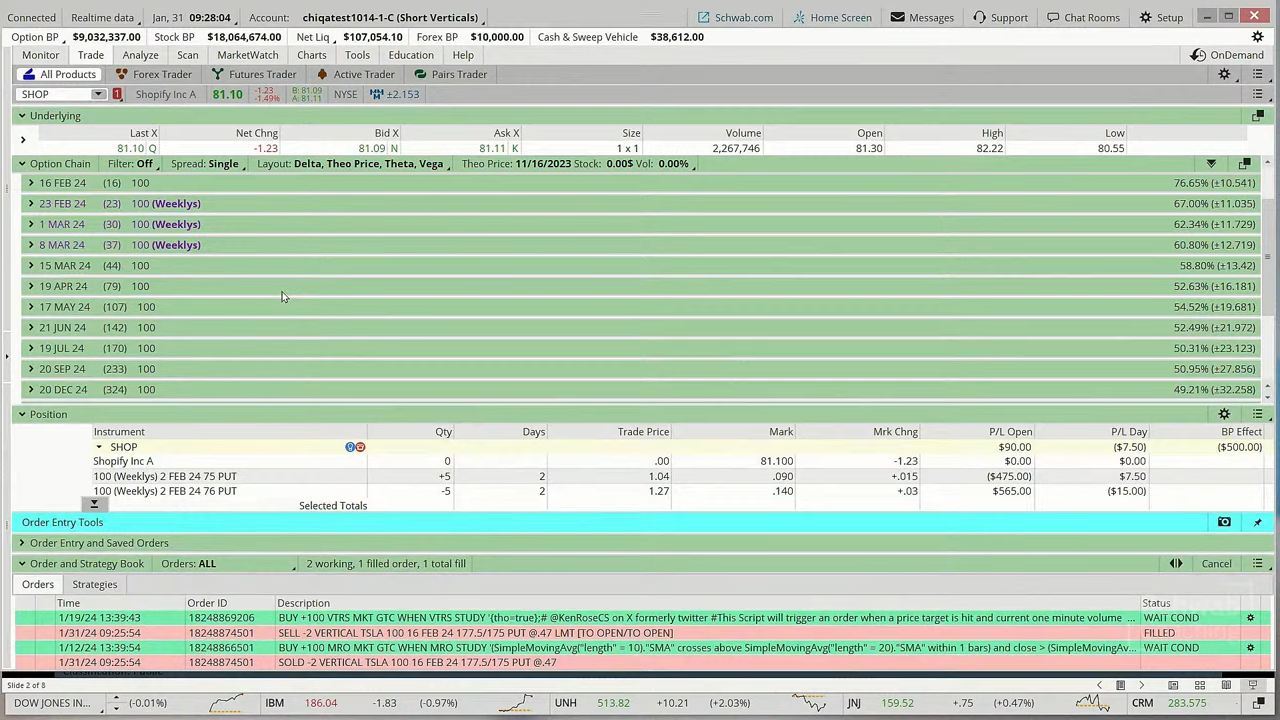 Connected Realtime data Jan, 31 09:28:04 Account: chiqatest1014-1-C (Short Verticals) Schwab.com Home Screen Messages Support Chat Rooms Setup
Option BP $9,032,337.00 Stock BP $18,064,674.00 Net Liq $107,054.10 Forex BP $10,000.00 Cash & Sweep Vehicle $38,612.00
Monitor Trade Analyze Scan MarketWatch Charts Tools Education Help OnDemand
All Products Forex Trader Futures Trader Active Trader Pairs Trader
SHOP 1 Shopify Inc A 81.10 -1.23 -1.49% B: 81.09 A: 81.11 NYSE ±2.153
Underlying
Last X Net Chng Bid X Ask X Size Volume Open High Low
81.10 Q -1.23 81.09 N 81.11 K 1 x 1 2,267,746 81.30 82.22 80.55
Option Chain Filter: Off Spread: Single Layout: Delta, Theo Price, Theta, Vega Theo Price: 11/16/2023 Stock: 0.00$ Vol: 0.00%
16 FEB 24 (16) 100 76.65% (±10.541)
23 FEB 24 (23) 100 (Weeklys) 67.00% (±11.035)
1 MAR 24 (30) 100 (Weeklys) 62.34% (±11.729)
8 MAR 24 (37) 100 (Weeklys) 60.80% (±12.719)
15 MAR 24 (44) 100 58.80% (±13.42)
19 APR 24 (79) 100 52.63% (±16.181)
17 MAY 24 (107) 100 54.52% (±19.681)
21 JUN 24 (142) 100 52.49% (±21.972)
19 JUL 24 (170) 100 50.31% (±23.123)
20 SEP 24 (233) 100 50.95% (±27.856)
20 DEC 24 (324) 100 49.21% (±32.258)
Position
Instrument Qty Days Trade Price Mark Mrk Chng P/L Open P/L Day BP Effect
SHOP $90.00 ($7.50) ($500.00)
Shopify Inc A 0 .00 81.100 -1.23 $0.00 $0.00
100 (Weeklys) 2 FEB 24 75 PUT +5 2 1.04 .090 +.015 ($475.00) $7.50
100 (Weeklys) 2 FEB 24 76 PUT -5 2 1.27 .140 +.03 $565.00 ($15.00)
Selected Totals
Order Entry Tools
Order Entry and Saved Orders
Order and Strategy Book Orders: ALL 2 working, 1 filled order, 1 total fill Cancel
Orders Strategies
Time Order ID Description Status
1/19/24 13:39:43 18248869206 BUY +100 VTRS MKT GTC WHEN VTRS STUDY '{tho=true};# @KenRoseCS on X formerly twitter #This Script will trigger an order when a price target is hit and current one minute volume ... WAIT COND
1/31/24 09:25:54 18248874501 SELL -2 VERTICAL TSLA 100 16 FEB 24 177.5/175 PUT @.47 LMT [TO OPEN/TO OPEN] FILLED
1/12/24 13:39:44 18248866501 BUY +100 MRO MKT GTC WHEN MRO STUDY '(SimpleMovingAvg("length" = 10)."SMA" crosses above SimpleMovingAvg("length" = 20)."SMA" within 1 bars) and close > (SimpleMovingAv... WAIT COND
1/31/24 09:25:54 18248874501 SOLD -2 VERTICAL TSLA 100 16 FEB 24 177.5/175 PUT @.47
Slide 2 of 8
DOW JONES IN... (-0.01%) IBM 186.04 -1.83 (-0.97%) UNH 513.82 +10.21 (+2.03%) JNJ 159.52 +.75 (+0.47%) CRM 283.575